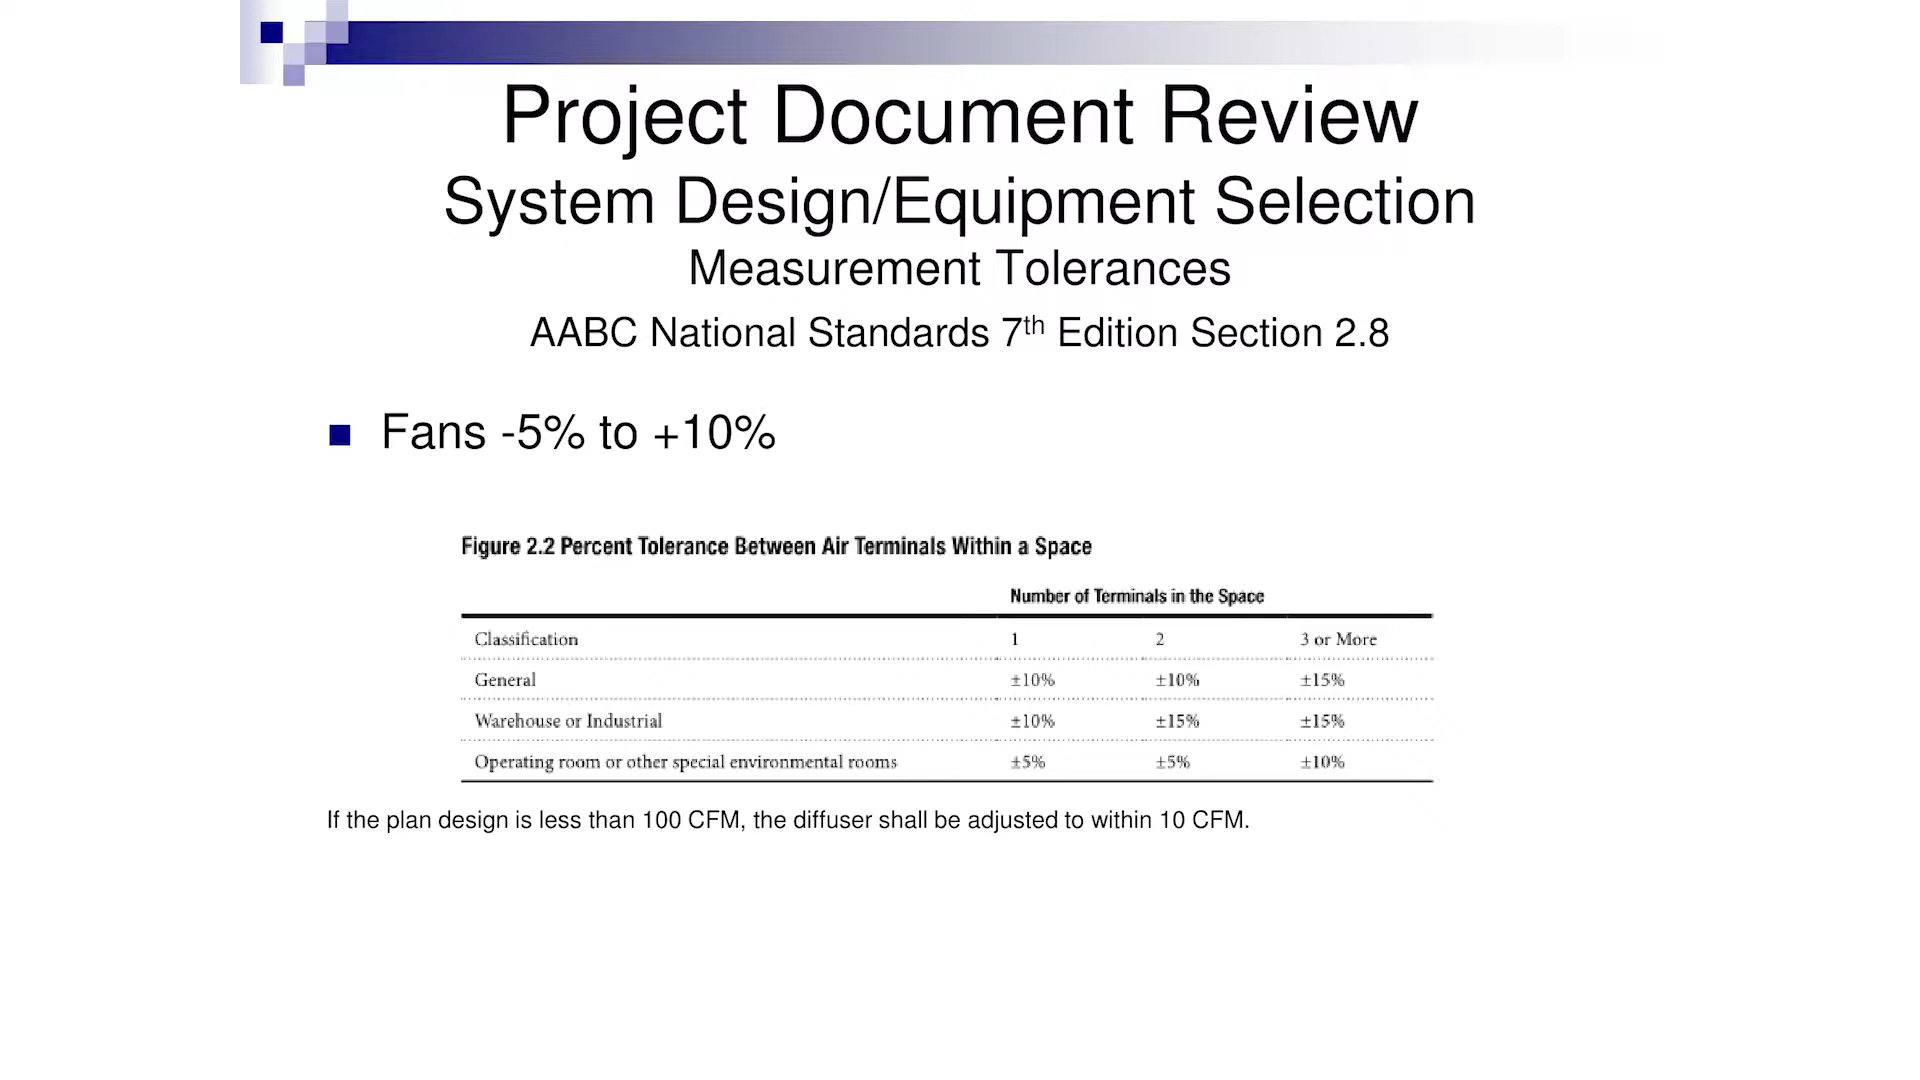 Project Document Review
System Design/Equipment Selection
Measurement Tolerances
AABC National Standards 7th Edition Section 2.8
Fans -5% to +10%
Figure 2.2 Percent Tolerance Between Air Terminals Within a Space
Number of Terminals in the Space
Classification 1 2 3 or More
General ±10% ±10% ±15%
Warehouse or Industrial ±10% ±15% ±15%
Operating room or other special environmental rooms ±5% ±5% ±10%
If the plan design is less than 100 CFM, the diffuser shall be adjusted to within 10 CFM.